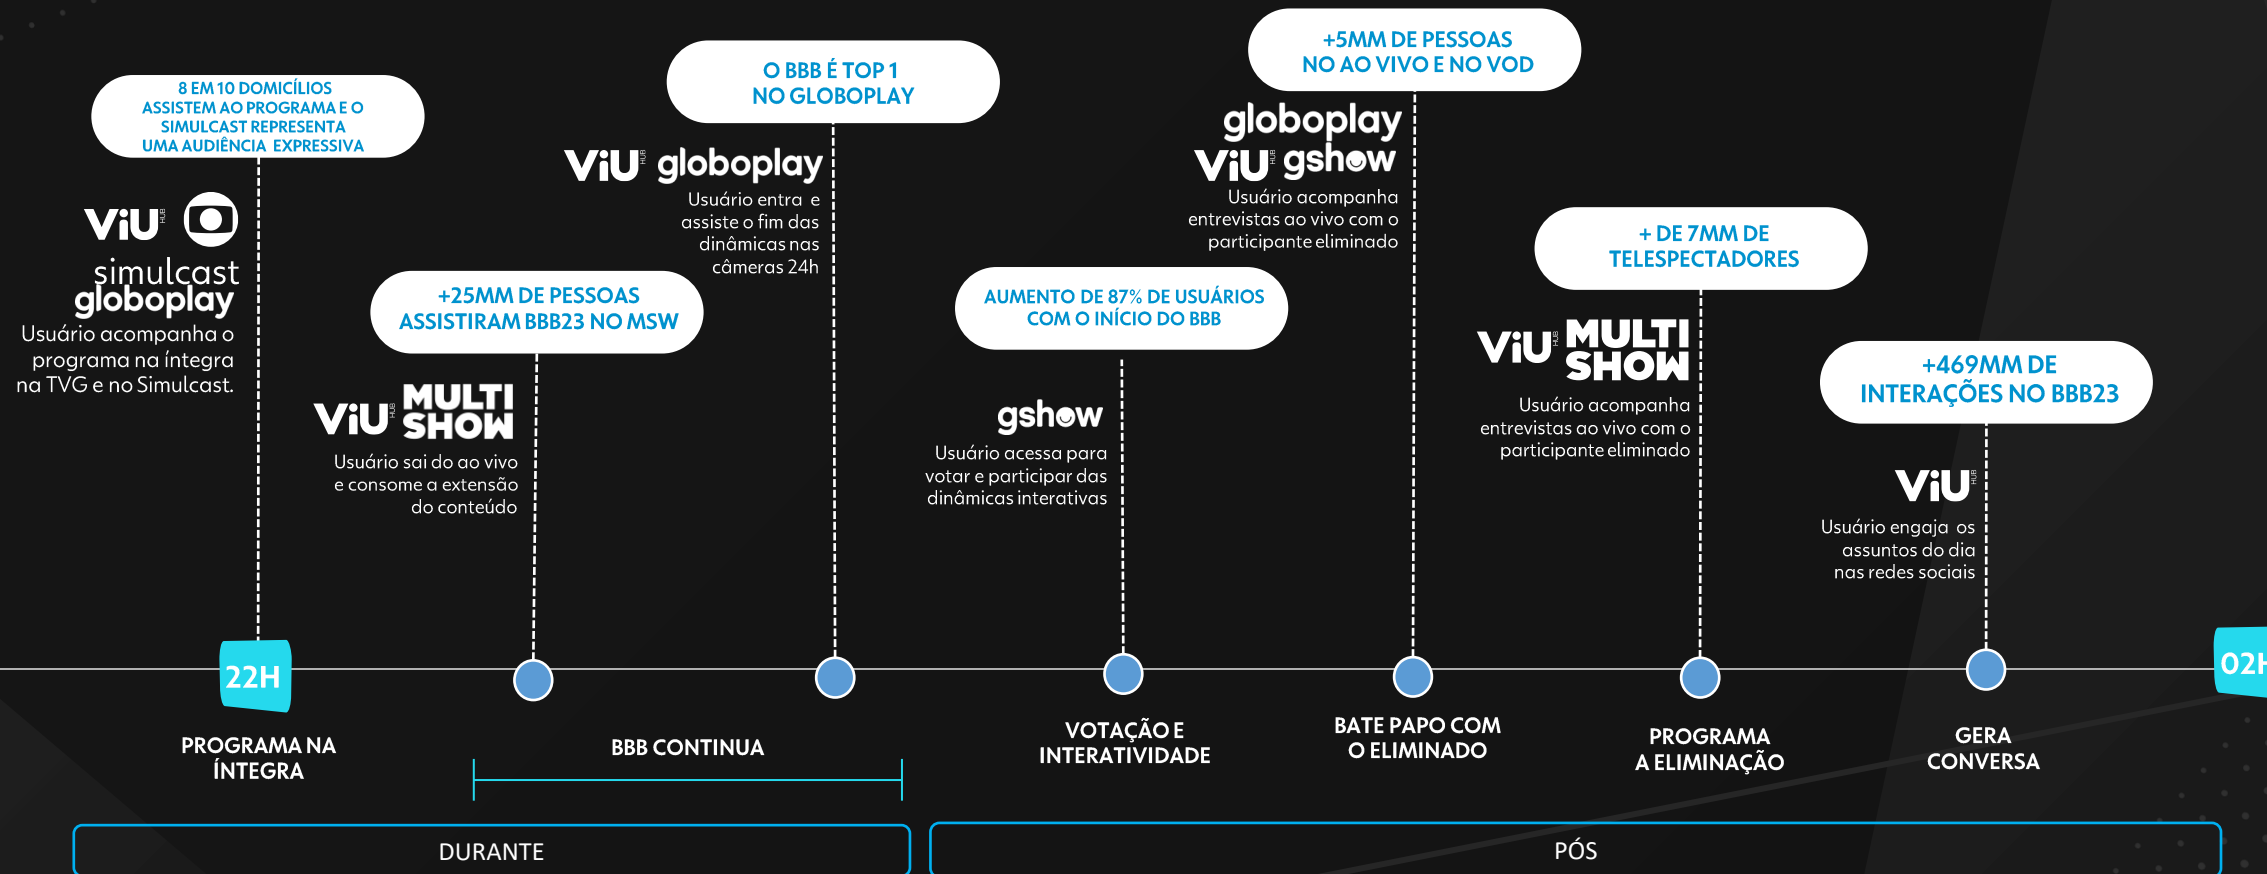 8 EM 10 DOMICÍLIOS
ASSISTEM AO PROGRAMA E O
SIMULCAST REPRESENTA
UMA AUDIÊNCIA EXPRESSIVA
ViU HUB
simulcast
globoplay
Usuário acompanha o
programa na íntegra
na TVG e no Simulcast.
22H
PROGRAMA NA
ÍNTEGRA
+25MM DE PESSOAS
ASSISTIRAM BBB23 NO MSW
ViU HUB MULTI
SHOW
Usuário sai do ao vivo
e consome a extensão
do conteúdo
O BBB É TOP 1
NO GLOBOPLAY
ViU HUB globoplay
Usuário entra e
assiste o fim das
dinâmicas nas
câmeras 24h
BBB CONTINUA
DURANTE
AUMENTO DE 87% DE USUÁRIOS
COM O INÍCIO DO BBB
gshow
Usuário acessa para
votar e participar das
dinâmicas interativas
VOTAÇÃO E
INTERATIVIDADE
+5MM DE PESSOAS
NO AO VIVO E NO VOD
globoplay
ViU HUB gshow
Usuário acompanha
entrevistas ao vivo com o
participante eliminado
BATE PAPO COM
O ELIMINADO
+ DE 7MM DE
TELESPECTADORES
ViU HUB MULTI
SHOW
Usuário acompanha
entrevistas ao vivo com o
participante eliminado
PROGRAMA
A ELIMINAÇÃO
+469MM DE
INTERAÇÕES NO BBB23
ViU HUB
Usuário engaja os
assuntos do dia
nas redes sociais
GERA
CONVERSA
02H
PÓS